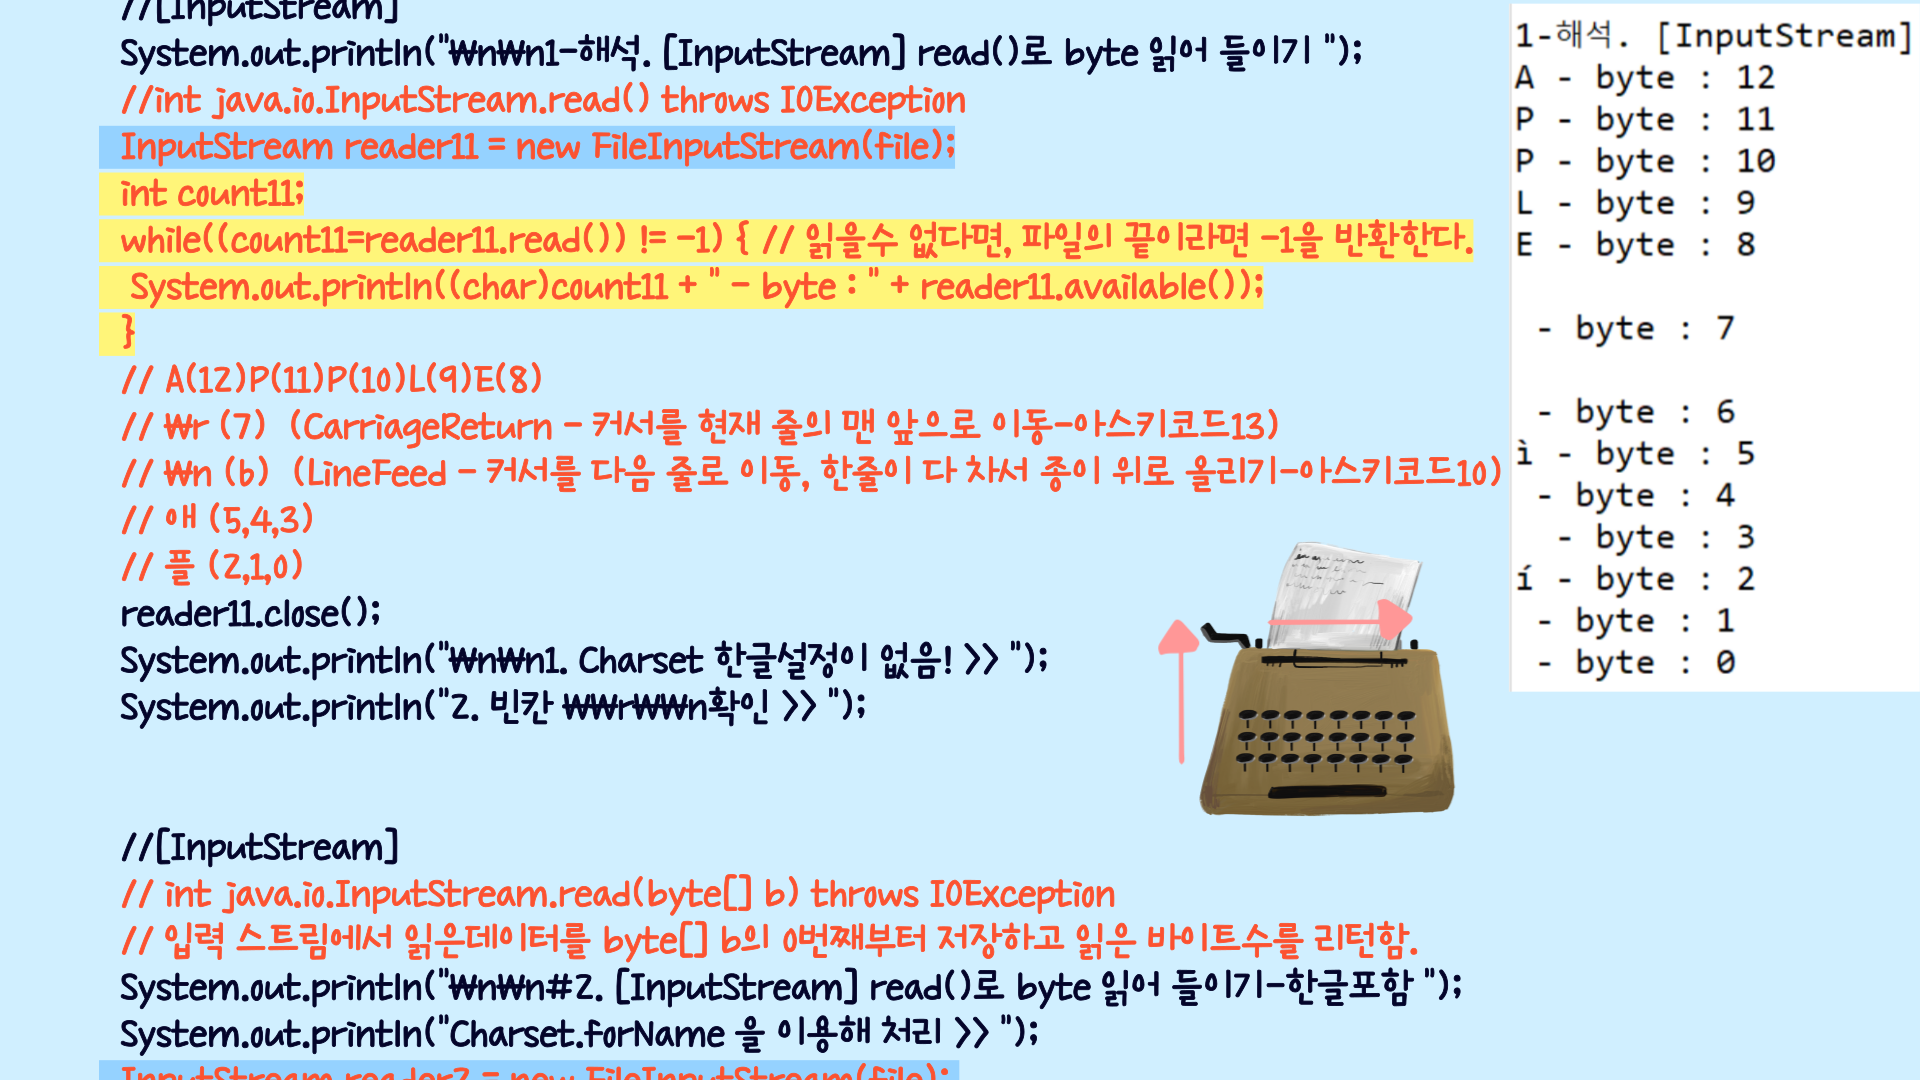 //[InputStream]
System.out.println("₩n₩n1-해석. [InputStream] read()로 byte 읽어 들이기 ");
//int java.io.InputStream.read() throws IOException
InputStream reader11 = new FileInputStream(file);
int count11;
while((count11=reader11.read()) != -1) { // 읽을수 없다면, 파일의 끝이라면 -1을 반환한다.
System.out.println((char)count11 + " - byte : " + reader11.available());
}
// A(12)P(11)P(10)L(9)E(8)
// ₩r (7) (CarriageReturn - 커서를 현재 줄의 맨 앞으로 이동-아스키코드13)
// ₩n (6) (LineFeed - 커서를 다음 줄로 이동, 한줄이 다 차서 종이 위로 올리기-아스키코드10)
// 애 (5,4,3)
// 플 (2,1,0)
reader11.close();
System.out.println("₩n₩n1. Charset 한글설정이 없음! >> ");
System.out.println("2. 빈칸 ₩₩r₩₩n확인 >> ");
//[InputStream]
// int java.io.InputStream.read(byte[] b) throws IOException
// 입력 스트림에서 읽은데이터를 byte[] b의 0번째부터 저장하고 읽은 바이트수를 리턴함.
System.out.println("₩n₩n#2. [InputStream] read()로 byte 읽어 들이기-한글포함 ");
System.out.println("Charset.forName 을 이용해 처리 >> ");
InputStream reader2 = new FileInputStream(file);
1-해석. [InputStream]
A - byte : 12
P - byte : 11
P - byte : 10
L - byte : 9
E - byte : 8
- byte : 7
- byte : 6
ì - byte : 5
- byte : 4
- byte : 3
í - byte : 2
- byte : 1
- byte : 0